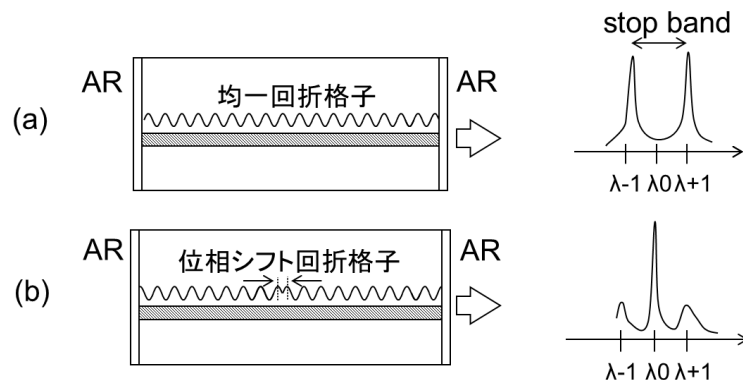 stop band
AR
AR
均一回折格子
(a)
λ-1 λ0 λ+1
AR
AR
位相シフト回折格子
(b)
λ-1 λ0 λ+1